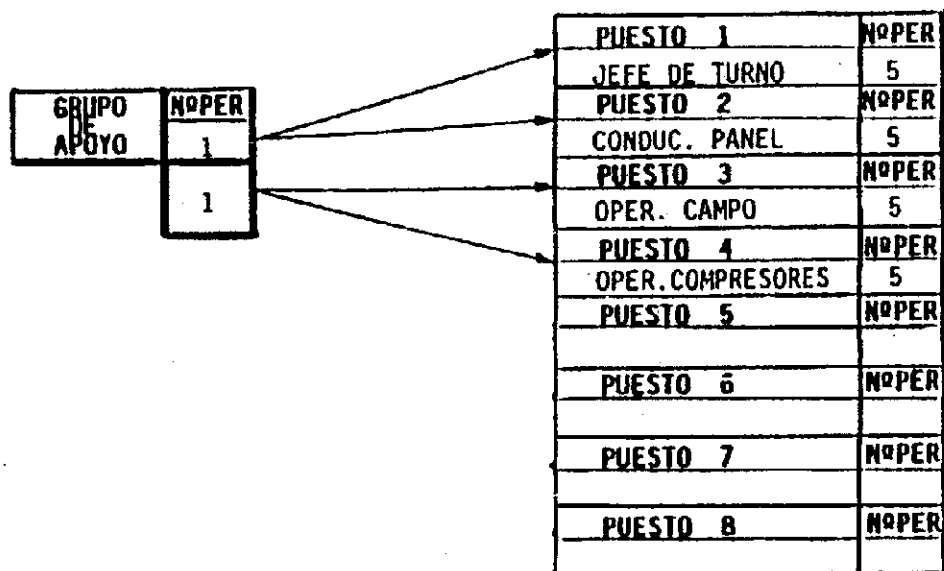 GRUPO DE APOYO
NºPER
1
1
PUESTO 1 NºPER
JEFE DE TURNO 5
PUESTO 2 NºPER
CONDUC. PANEL 5
PUESTO 3 NºPER
OPER. CAMPO 5
PUESTO 4 NºPER
OPER.COMPRESORES 5
PUESTO 5 NºPER
PUESTO 6 NºPER
PUESTO 7 NºPER
PUESTO 8 NºPER